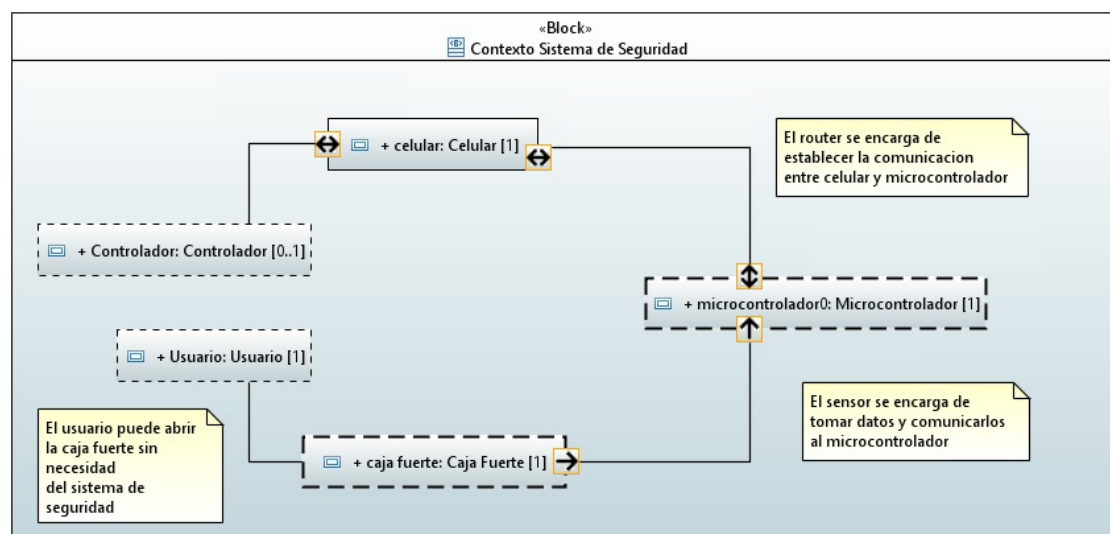 «Block»
Contexto Sistema de Seguridad
+ celular: Celular [1]
El router se encarga de
establecer la comunicacion
entre celular y microcontrolador
+ Controlador: Controlador [0..1]
+ microcontrolador0: Microcontrolador [1]
+ Usuario: Usuario [1]
El sensor se encarga de
tomar datos y comunicarlos
al microcontrolador
El usuario puede abrir
la caja fuerte sin
necesidad
del sistema de
seguridad
+ caja fuerte: Caja Fuerte [1]